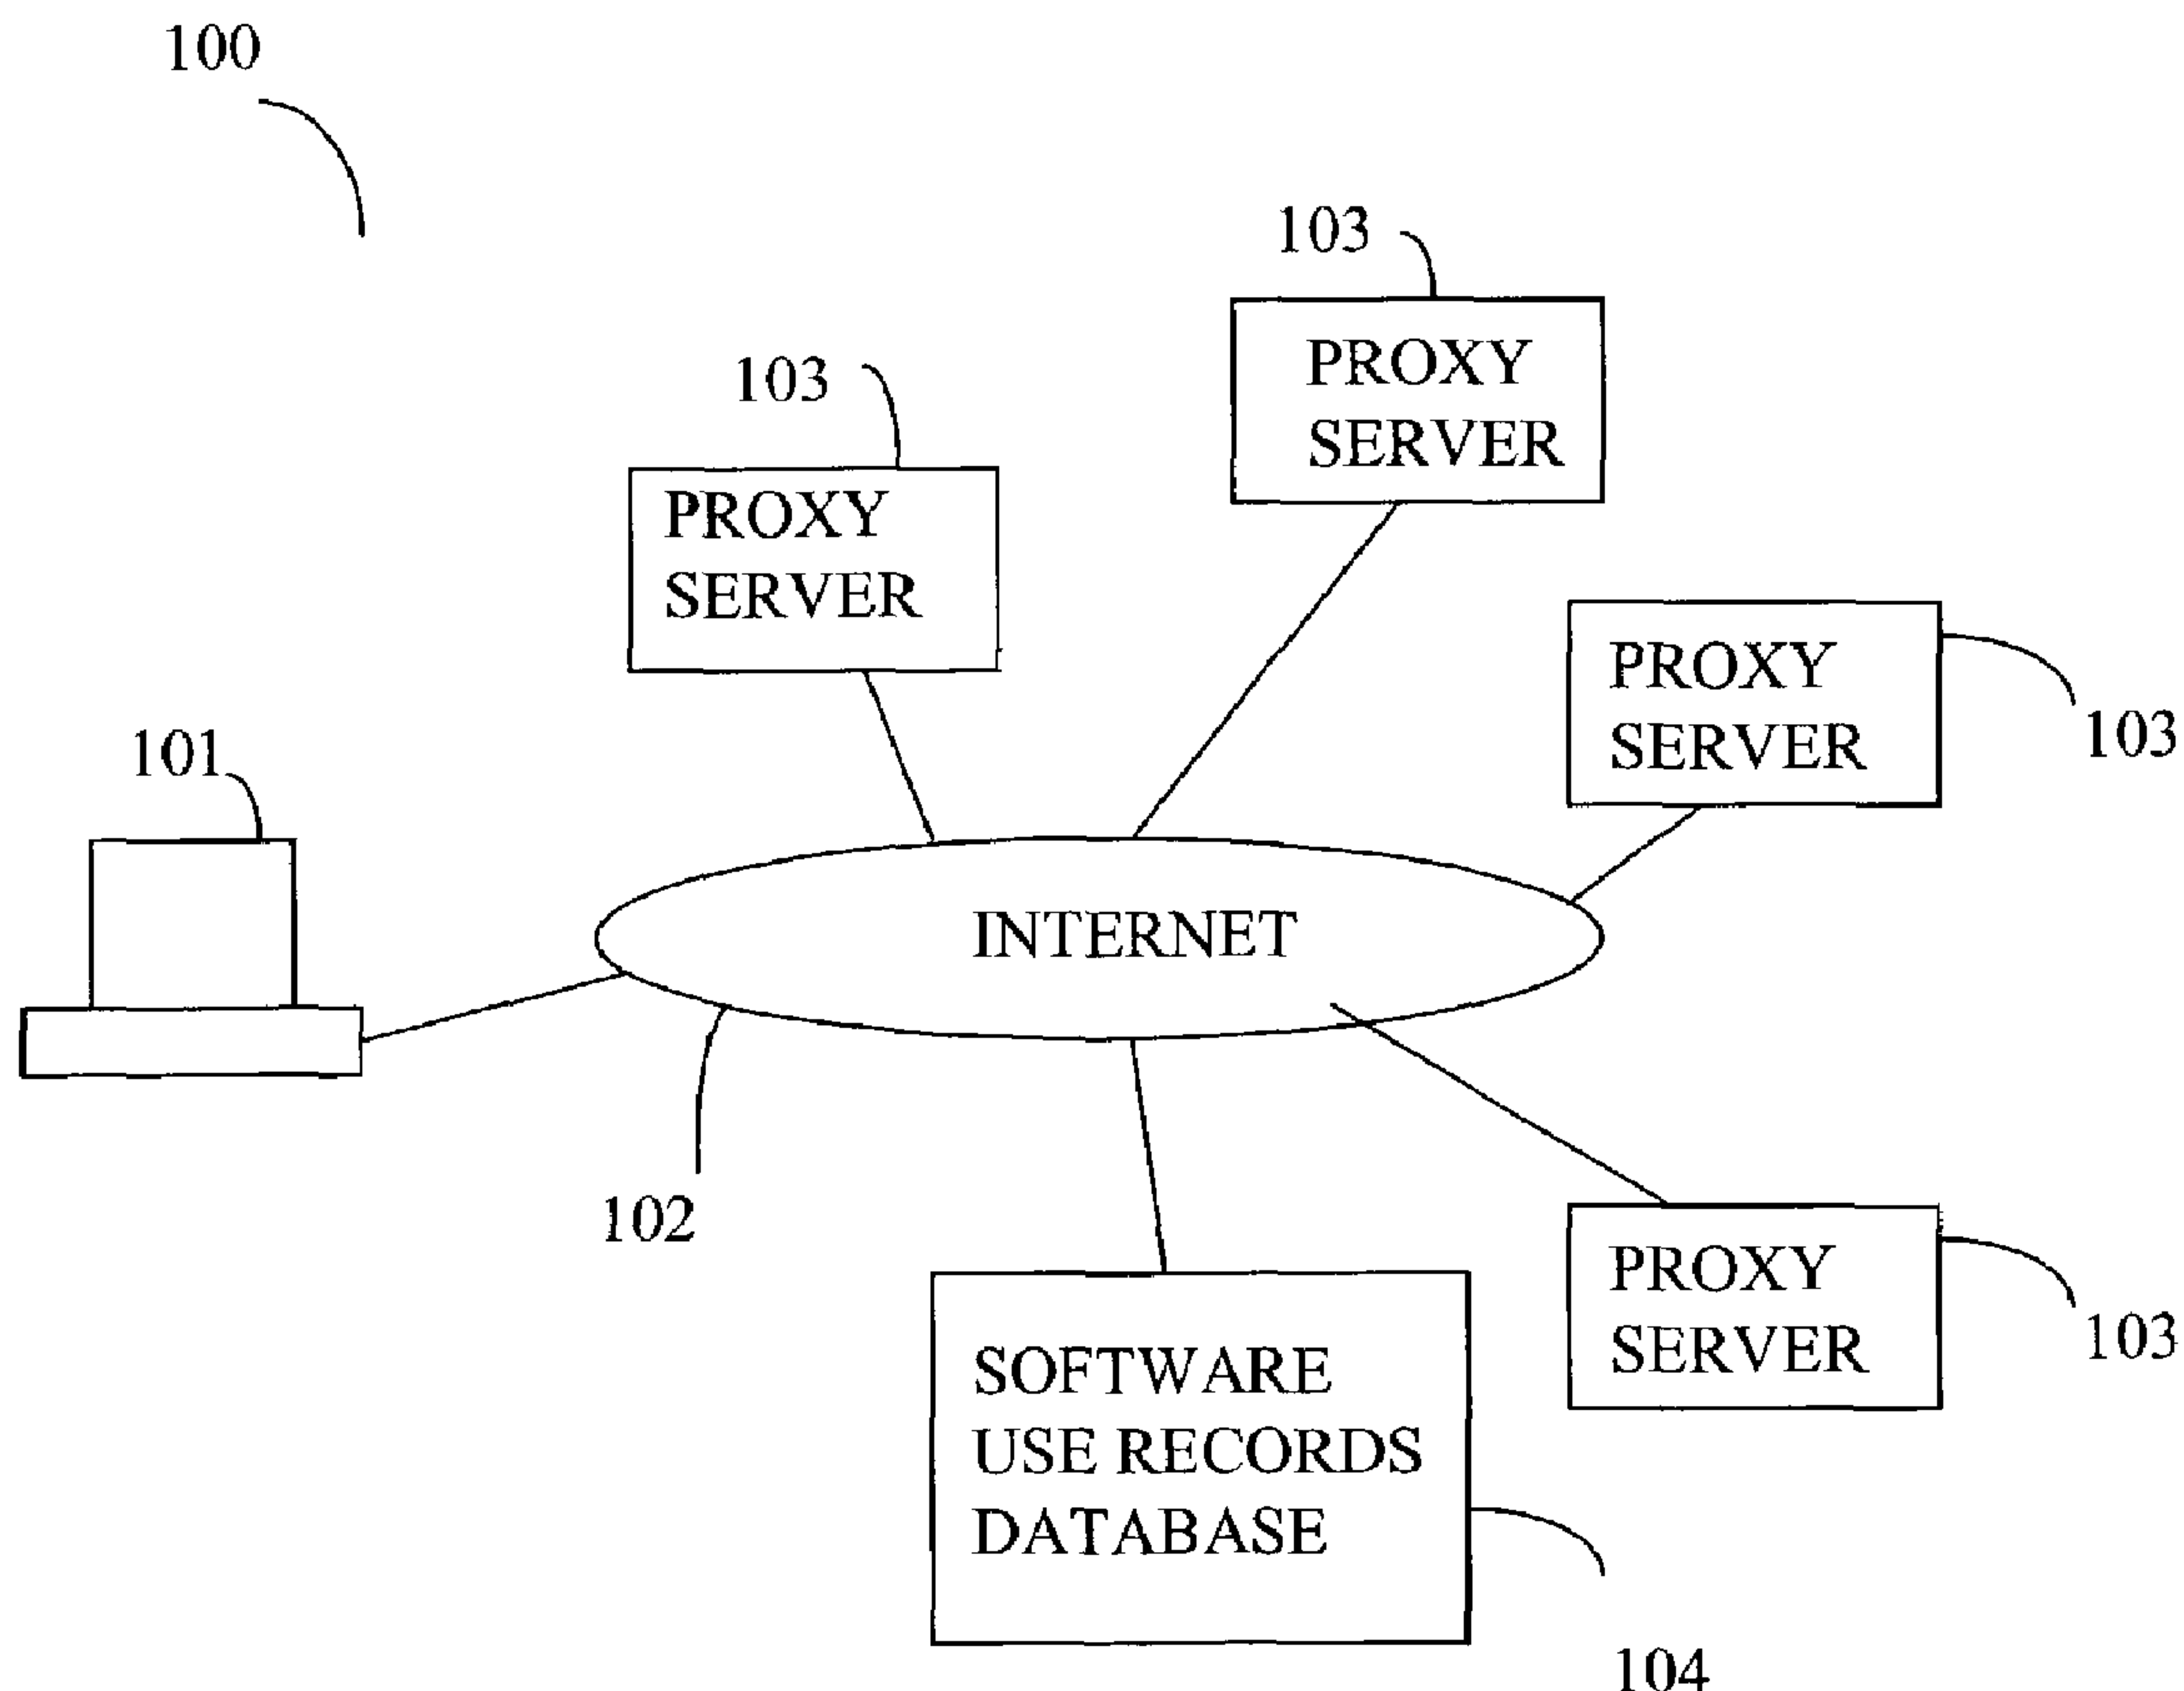 100
103
PROXY
SERVER
103
PROXY
SERVER
PROXY
SERVER
103
101
INTERNET
102
PROXY
SERVER
103
SOFTWARE
USE RECORDS
DATABASE
104